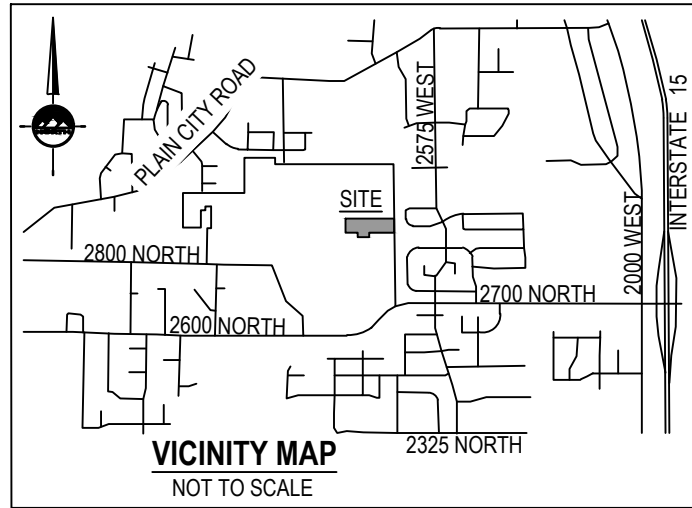 PLAIN CITY ROAD
2575 WEST
INTERSTATE 15
SITE
2000 WEST
2800 NORTH
2700 NORTH
2600 NORTH
2325 NORTH
VICINITY MAP
NOT TO SCALE